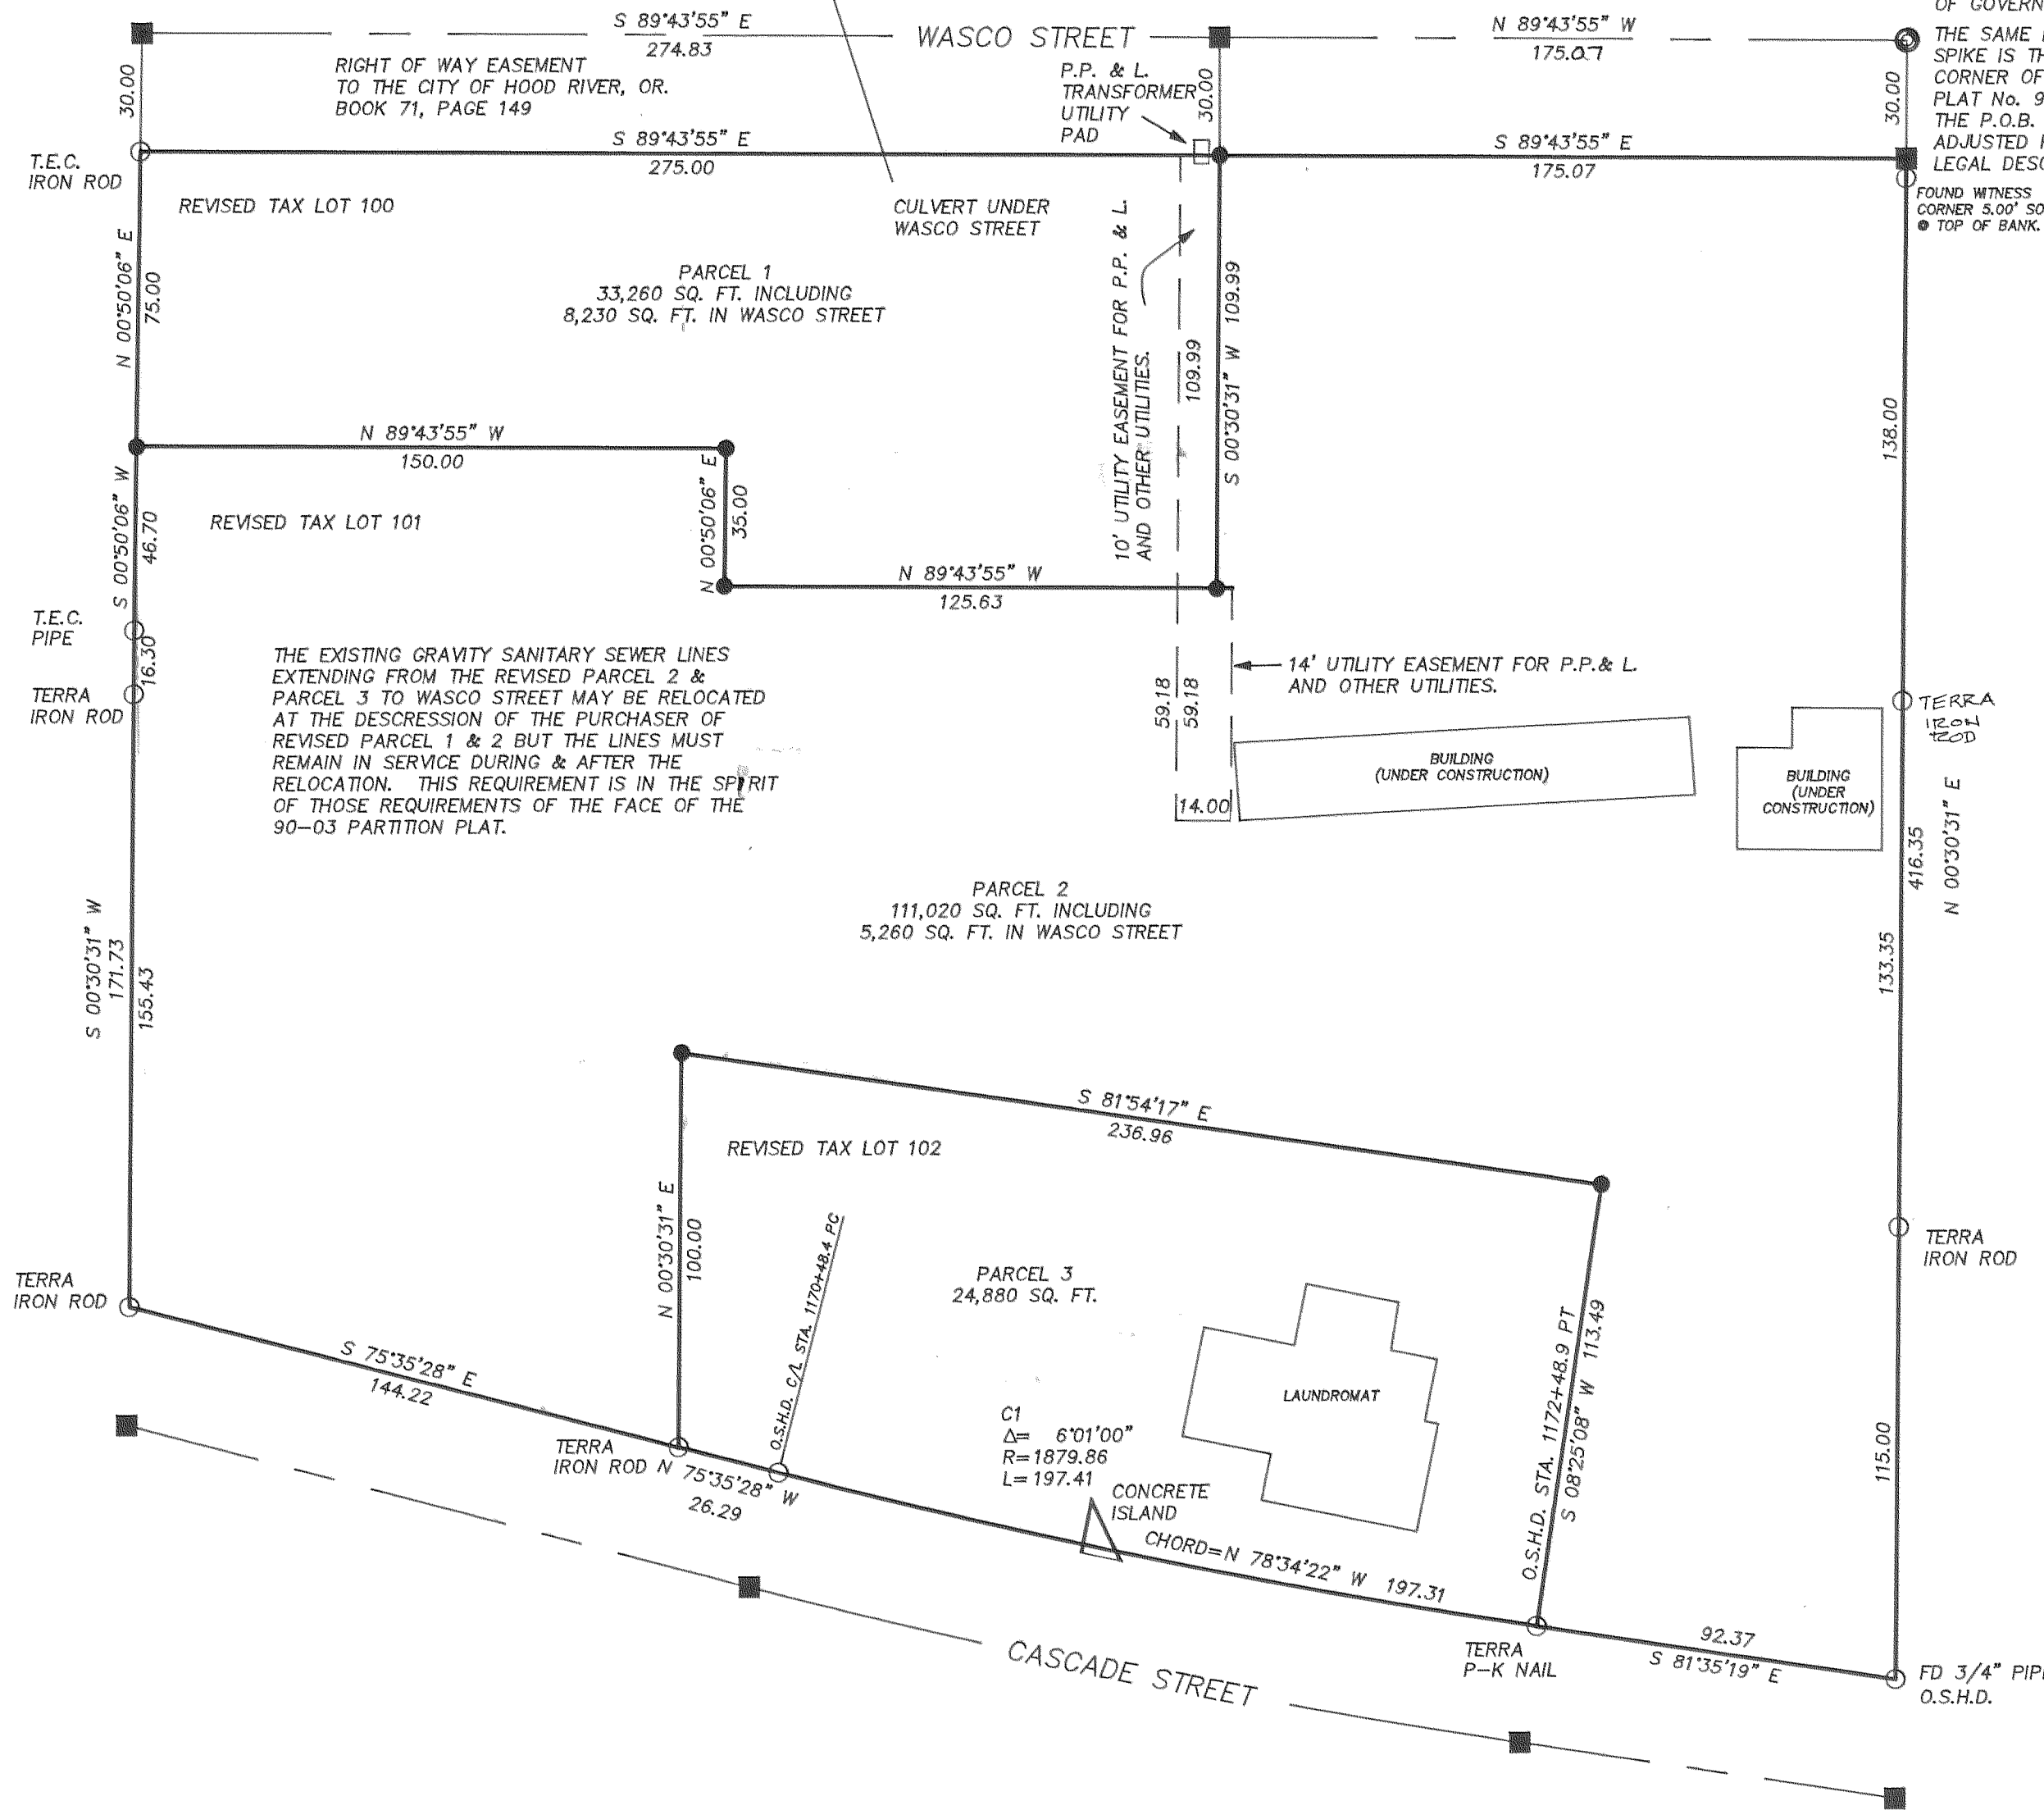 S 89°43'55" E
274.83
WASCO STREET
N 89°43'55" W
175.07
OF GOVERN
THE SAME
SPIKE IS TH
CORNER OF
PLAT No. 9
THE P.O.B.
ADJUSTED
LEGAL DESC
30.00
RIGHT OF WAY EASEMENT
TO THE CITY OF HOOD RIVER, OR.
BOOK 71, PAGE 149
P.P. & L.
TRANSFORMER
UTILITY
PAD
30.00
30.00
S 89°43'55" E
275.00
S 89°43'55" E
175.07
T.E.C.
IRON ROD
FOUND WITNESS
CORNER 5.00' SO
@ TOP OF BANK.
REVISED TAX LOT 100
CULVERT UNDER
WASCO STREET
N 00°50'06" E
75.00
PARCEL 1
33,260 SQ. FT. INCLUDING
8,230 SQ. FT. IN WASCO STREET
10' UTILITY EASEMENT FOR P.P. & L.
AND OTHER UTILITIES.
109.99
S 00°30'31" W 109.99
138.00
N 89°43'55" W
150.00
S 00°50'06" W
46.70
REVISED TAX LOT 101
N 00°50'06" E
35.00
N 89°43'55" W
125.63
T.E.C.
PIPE
16.30
TERRA
IRON ROD
THE EXISTING GRAVITY SANITARY SEWER LINES
EXTENDING FROM THE REVISED PARCEL 2 &
PARCEL 3 TO WASCO STREET MAY BE RELOCATED
AT THE DESCRESSION OF THE PURCHASER OF
REVISED PARCEL 1 & 2 BUT THE LINES MUST
REMAIN IN SERVICE DURING & AFTER THE
RELOCATION. THIS REQUIREMENT IS IN THE SPIRIT
OF THOSE REQUIREMENTS OF THE FACE OF THE
90-03 PARTITION PLAT.
59.18
59.18
14' UTILITY EASEMENT FOR P.P.& L.
AND OTHER UTILITIES.
14.00
BUILDING
(UNDER CONSTRUCTION)
BUILDING
(UNDER
CONSTRUCTION)
TERRA
IRON
ROD
416.35
N 00°30'31" E
133.35
PARCEL 2
111,020 SQ. FT. INCLUDING
5,260 SQ. FT. IN WASCO STREET
S 00°30'31" W
171.73
155.43
S 81°54'17" E
236.96
REVISED TAX LOT 102
N 00°30'31" E
100.00
O.S.H.D. C/L STA. 1170+48.4 PC
PARCEL 3
24,880 SQ. FT.
TERRA
IRON ROD
TERRA
IRON ROD
LAUNDROMAT
O.S.H.D. STA. 1172+48.9 PT
S 08°25'08" W 113.49
115.00
S 75°35'28" E
144.22
C1
Δ= 6°01'00"
R=1879.86
L=197.41
TERRA
IRON ROD
N 75°35'28" W
26.29
CONCRETE
ISLAND
CHORD=N 78°34'22" W 197.31
TERRA
P-K NAIL
92.37
S 81°35'19" E
FD 3/4" PIP
O.S.H.D.
CASCADE STREET